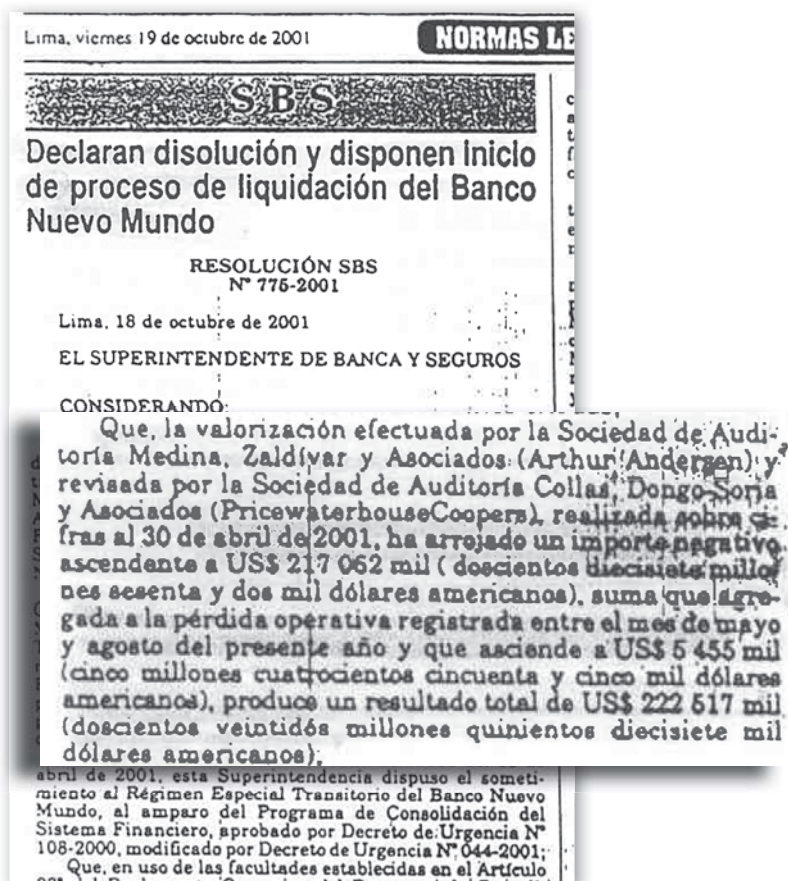 Lima, viernes 19 de octubre de 2001
NORMAS LE
S B S
Declaran disolución y disponen Inicio
de proceso de liquidación del Banco
Nuevo Mundo
RESOLUCIÓN SBS
N° 775-2001
Lima, 18 de octubre de 2001
EL SUPERINTENDENTE DE BANCA Y SEGUROS
CONSIDERANDO:
Que, la valorización efectuada por la Sociedad de Audi-
toría Medina, Zaldívar y Asociados (Arthur Andersen) y
revisada por la Sociedad de Auditoría Collas, Dongo-Soria
y Asociados (PricewaterhouseCoopers), realizada sobre ci-
fras al 30 de abril de 2001, ha arrojado un importe negativo
ascendente a US$ 217 062 mil ( doscientos diecisiete millo-
nes sesenta y dos mil dólares americanos), suma que agre-
gada a la pérdida operativa registrada entre el mes de mayo
y agosto del presente año y que asciende a US$ 5 455 mil
(cinco millones cuatrocientos cincuenta y cinco mil dólares
americanos), produce un resultado total de US$ 222 517 mil
(doscientos veintidós millones quinientos diecisiete mil
dólares americanos);
abril de 2001, esta Superintendencia dispuso el someti-
miento al Régimen Especial Transitorio del Banco Nuevo
Mundo, al amparo del Programa de Consolidación del
Sistema Financiero, aprobado por Decreto de Urgencia N°
108-2000, modificado por Decreto de Urgencia N° 044-2001;
Que, en uso de las facultades establecidas en el Artículo